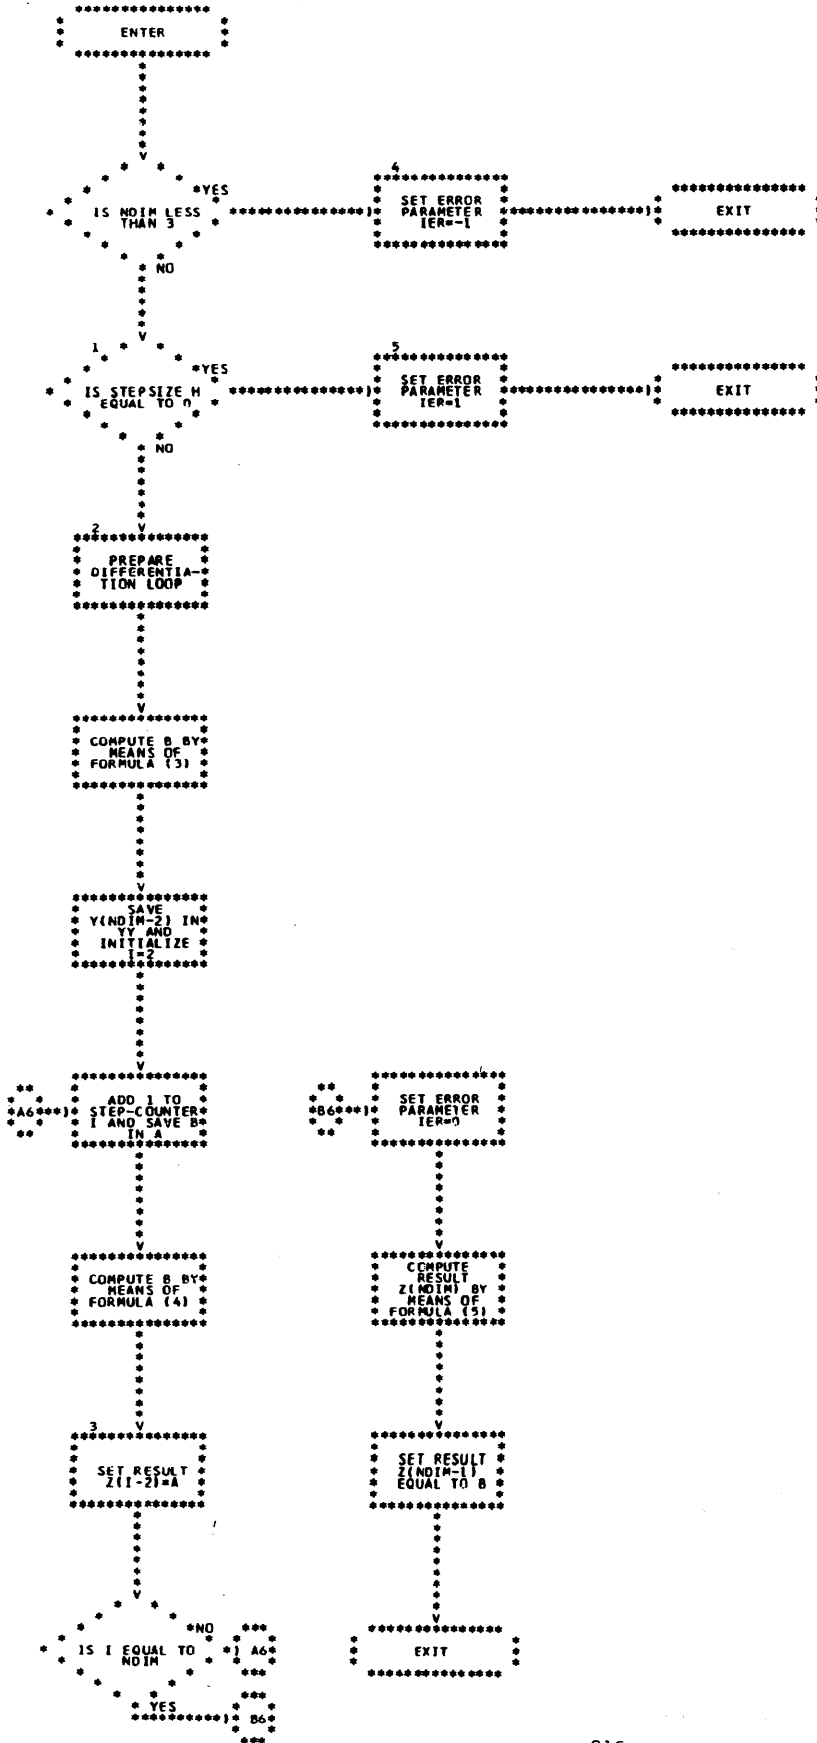 ENTER
IS NDIM LESS
THAN 3
YES
NO
4
SET ERROR
PARAMETER
IER=-1
EXIT
1
IS STEPSIZE H
EQUAL TO 0
YES
NO
5
SET ERROR
PARAMETER
IER=1
EXIT
2
PREPARE
DIFFERENTIA-
TION LOOP
COMPUTE B BY
MEANS OF
FORMULA (3)
SAVE
Y(NDIM-2) IN
YY AND
INITIALIZE
I=2
A6
ADD 1 TO
STEP-COUNTER
I AND SAVE B
IN A
COMPUTE B BY
MEANS OF
FORMULA (4)
3
SET RESULT
Z(I-2)=A
IS I EQUAL TO
NDIM
NO
A6
YES
B6
B6
SET ERROR
PARAMETER
IER=0
COMPUTE
RESULT
Z(NDIM) BY
MEANS OF
FORMULA (5)
SET RESULT
Z(NDIM-1)
EQUAL TO B
EXIT